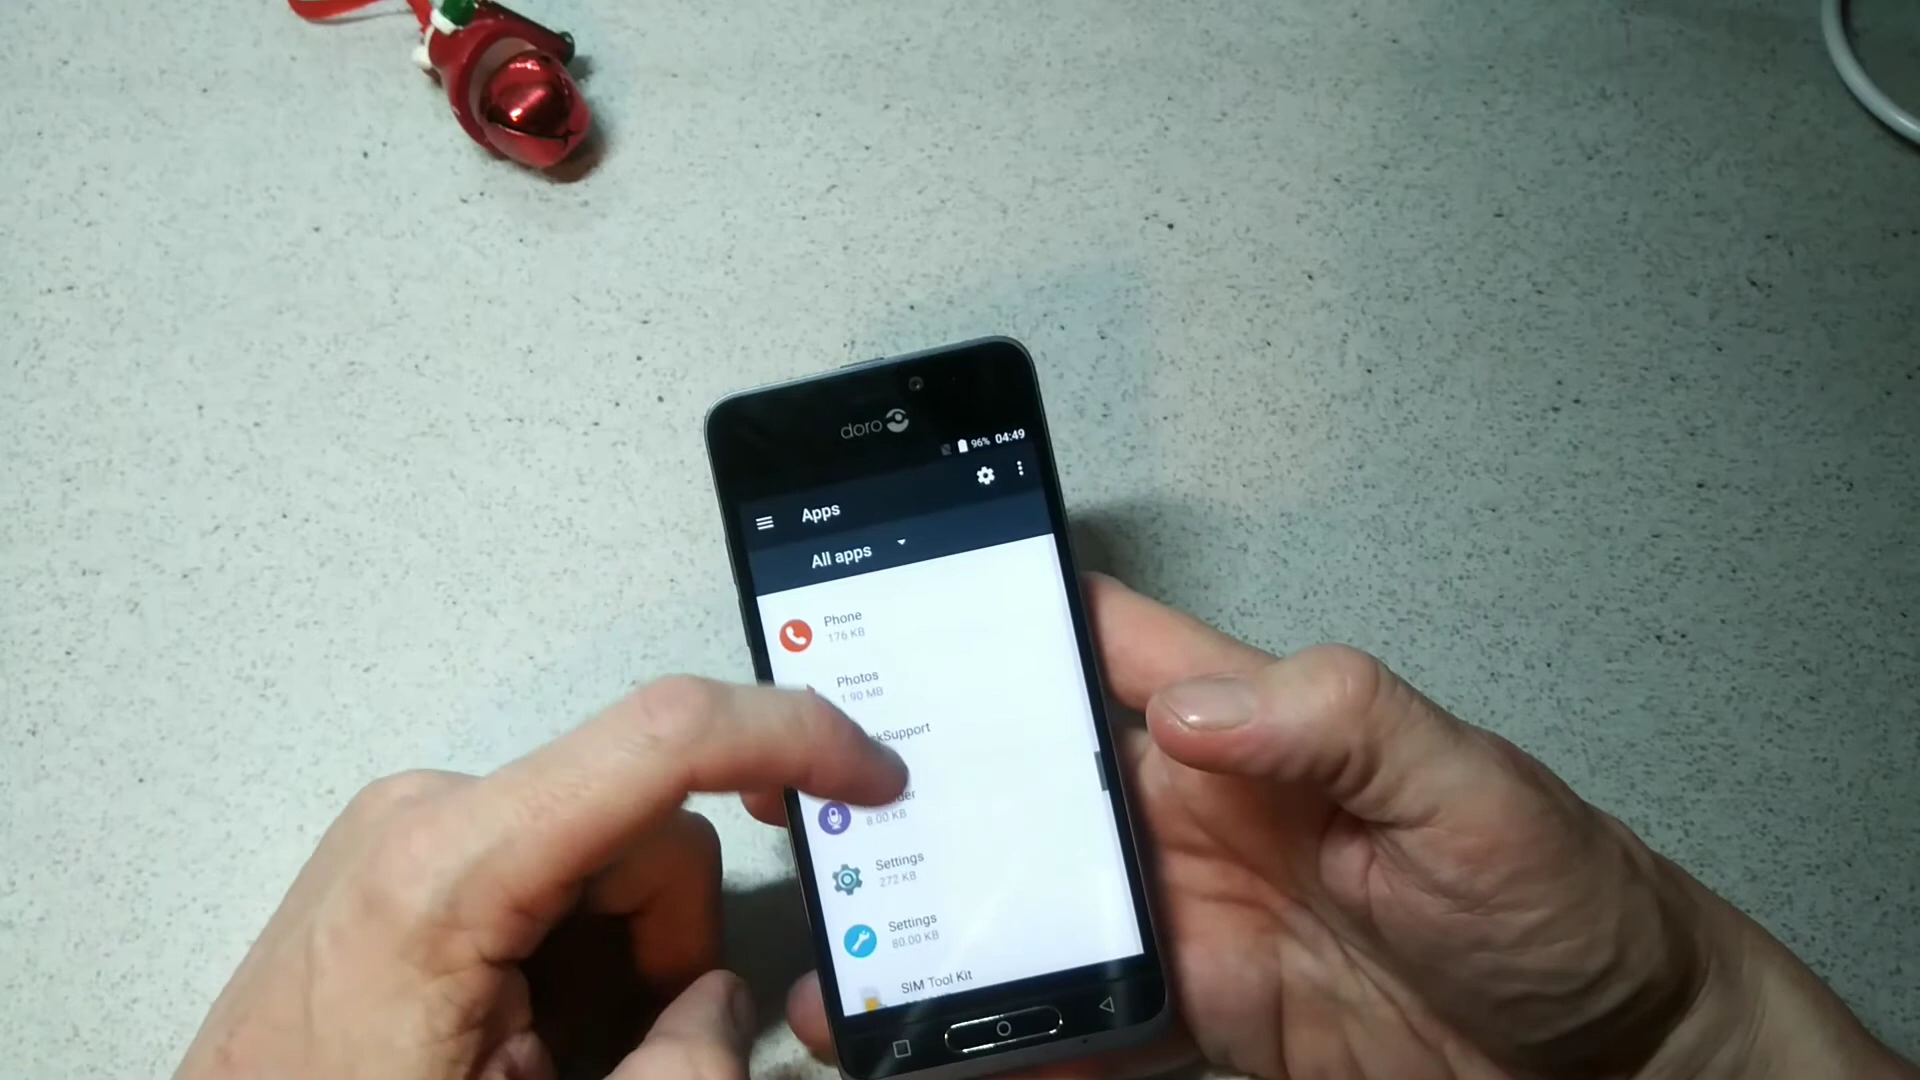 doro
96% 04:49
Apps
All apps
Phone
176 KB
Photos
1.90 MB
kSupport
der
8.00 KB
Settings
272 KB
Settings
80.00 KB
SIM Tool Kit